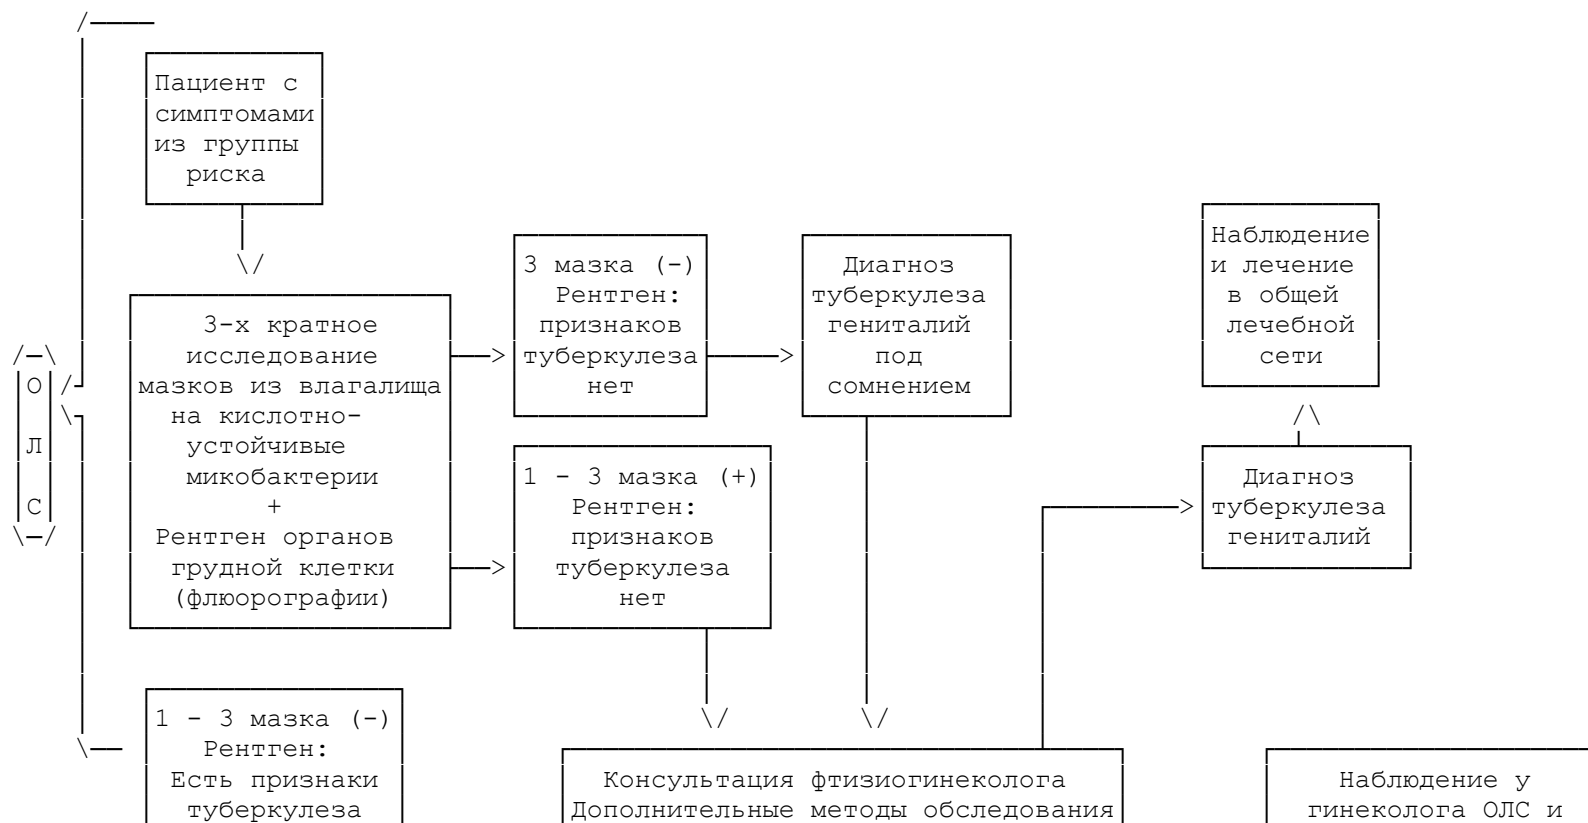 Пациент с
симптомами
из группы
риска
О
Л
С
3-х кратное
исследование
мазков из влагалища
на кислотно-
устойчивые
микобактерии
+
Рентген органов
грудной клетки
(флюорографии)
3 мазка (-)
Рентген:
признаков
туберкулеза
нет
Диагноз
туберкулеза
гениталий
под
сомнением
Наблюдение
и лечение
в общей
лечебной
сети
1 - 3 мазка (+)
Рентген:
признаков
туберкулеза
нет
Диагноз
туберкулеза
гениталий
1 - 3 мазка (-)
Рентген:
Есть признаки
туберкулеза
Консультация фтизиогинеколога
Дополнительные методы обследования
Наблюдение у
гинеколога ОЛС и